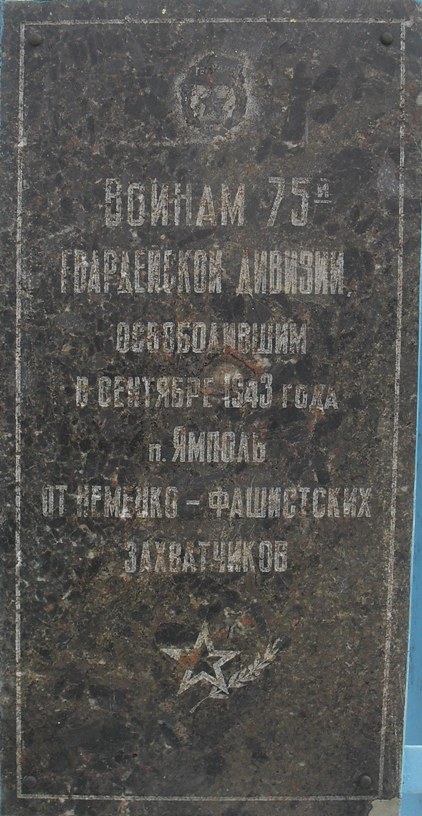 ВОИНАМ 75й
ГВАРДЕЙСКОЙ ДИВИЗИИ,
ОСВОБОДИВШИМ
В СЕНТЯБРЕ 1943 ГОДА
п. ЯМПОЛЬ
ОТ НЕМЕЦКО - ФАШИСТСКИХ
ЗАХВАТЧИКОВ